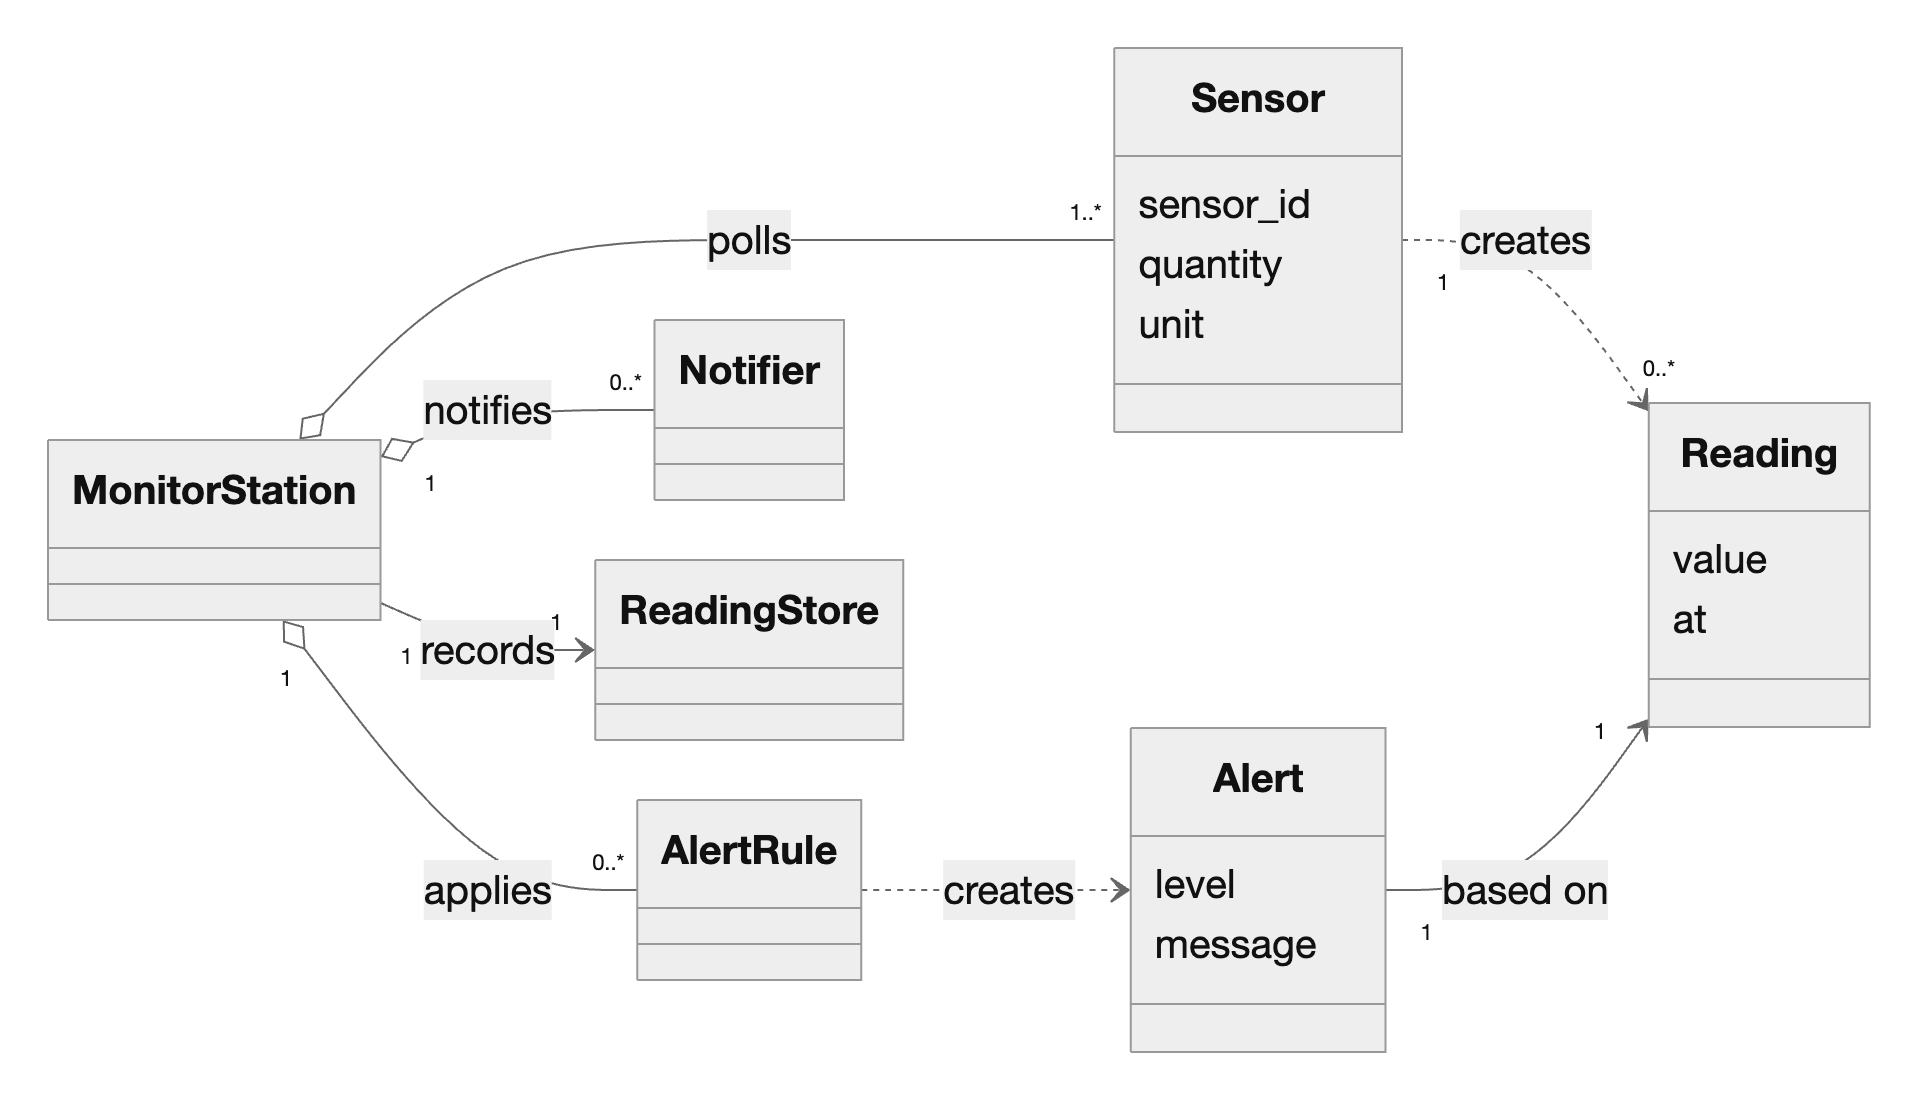 Sensor
sensor_id
quantity
unit
1..*
polls
creates
1
0..*
Notifier
0..*
notifies
1
MonitorStation
Reading
value
at
ReadingStore
1
records
1
1
applies
0..*
AlertRule
creates
Alert
level
message
1
based on
1